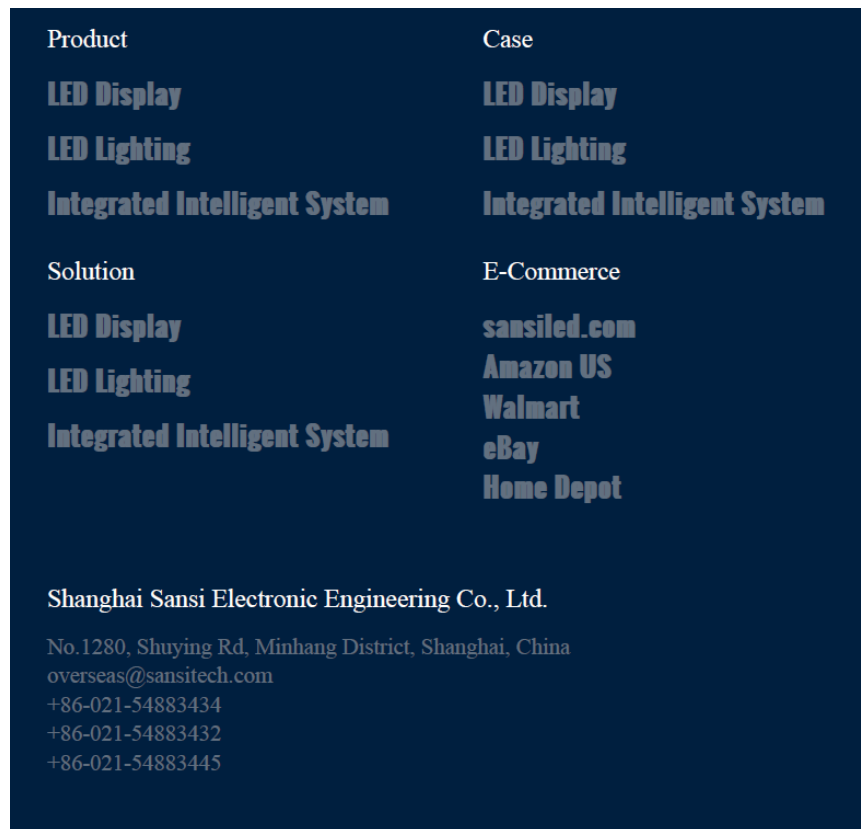 Product
LED Display
LED Lighting
Integrated Intelligent System
Case
LED Display
LED Lighting
Integrated Intelligent System
Solution
LED Display
LED Lighting
Integrated Intelligent System
E-Commerce
sansiled.com
Amazon US
Walmart
eBay
Home Depot
Shanghai Sansi Electronic Engineering Co., Ltd.
No.1280, Shuying Rd, Minhang District, Shanghai, China
overseas@sansitech.com
+86-021-54883434
+86-021-54883432
+86-021-54883445